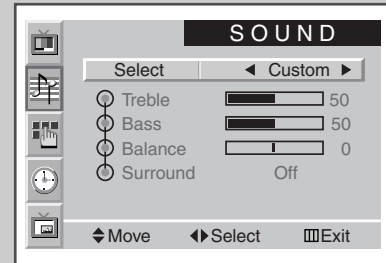 SOUND
Select ◀ Custom ▶
Treble 50
Bass 50
Balance 0
Surround Off
Move Select Exit